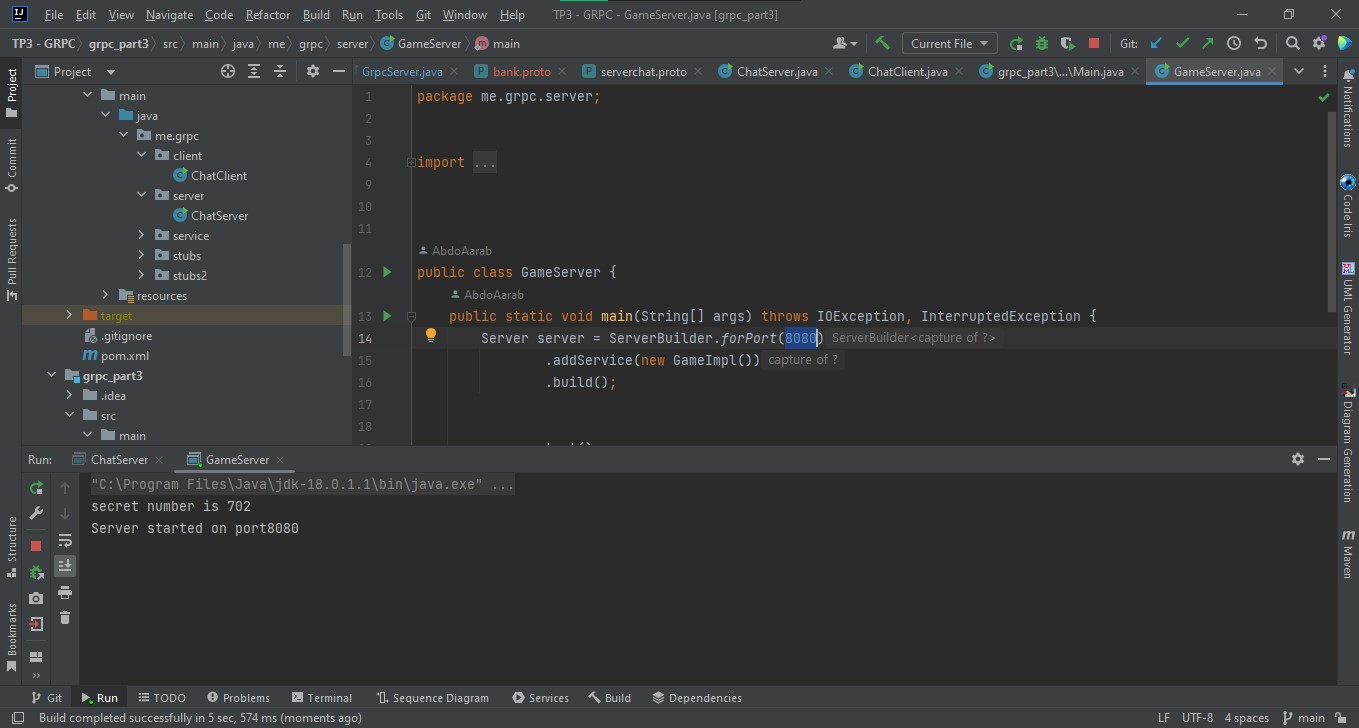 File Edit View Navigate Code Refactor Build Run Tools Git Window Help TP3 - GRPC - GameServer.java [grpc_part3]
TP3 - GRPC grpc_part3 src main java me grpc server GameServer main Current File Git:
Project GrpcServer.java bank.proto serverchat.proto ChatServer.java ChatClient.java grpc_part3\...\Main.java GameServer.java
main
java
me.grpc
client
ChatClient
server
ChatServer
service
stubs
stubs2
resources
target
.gitignore
pom.xml
grpc_part3
.idea
src
main
1 package me.grpc.server;
2
3
4 import ...
9
10
11
AbdoAarab
12 public class GameServer {
AbdoAarab
13 public static void main(String[] args) throws IOException, InterruptedException {
14 Server server = ServerBuilder.forPort(8080) ServerBuilder<capture of ?>
15 .addService(new GameImpl()) capture of ?
16 .build();
17
18
Run: ChatServer GameServer
"C:\Program Files\Java\jdk-18.0.1.1\bin\java.exe" ...
secret number is 702
Server started on port8080
Project
Commit
Pull Requests
Structure
Bookmarks
Notifications
Code Iris
UML Generator
Diagram Generation
Maven
Git Run TODO Problems Terminal Sequence Diagram Services Build Dependencies
Build completed successfully in 5 sec, 574 ms (moments ago) LF UTF-8 4 spaces main